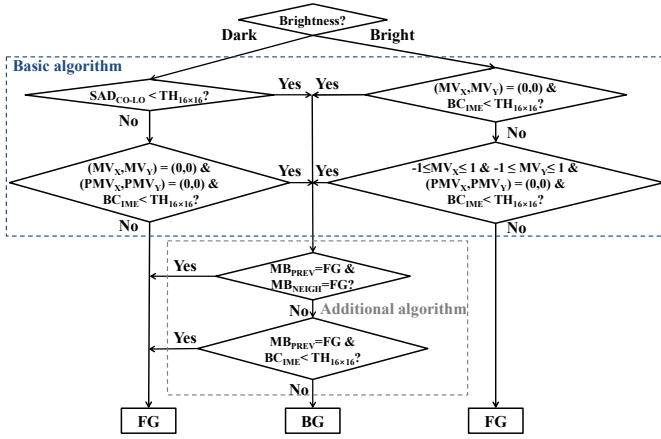 Brightness?
Dark
Bright
Basic algorithm
Yes
Yes
SAD_CO-LO < TH_16×16?
(MV_X,MV_Y) = (0,0) &
BC_IME< TH_16×16?
No
No
(MV_X,MV_Y) = (0,0) &
(PMV_X,PMV_Y) = (0,0) &
BC_IME< TH_16×16?
Yes
Yes
-1≤MV_X≤ 1 & -1 ≤ MV_Y≤ 1 &
(PMV_X,PMV_Y) = (0,0) &
BC_IME< TH_16×16?
No
No
Yes
MB_PREV=FG &
MB_NEIGH=FG?
No
Additional algorithm
Yes
MB_PREV=FG &
BC_IME< TH_16×16?
No
FG
BG
FG